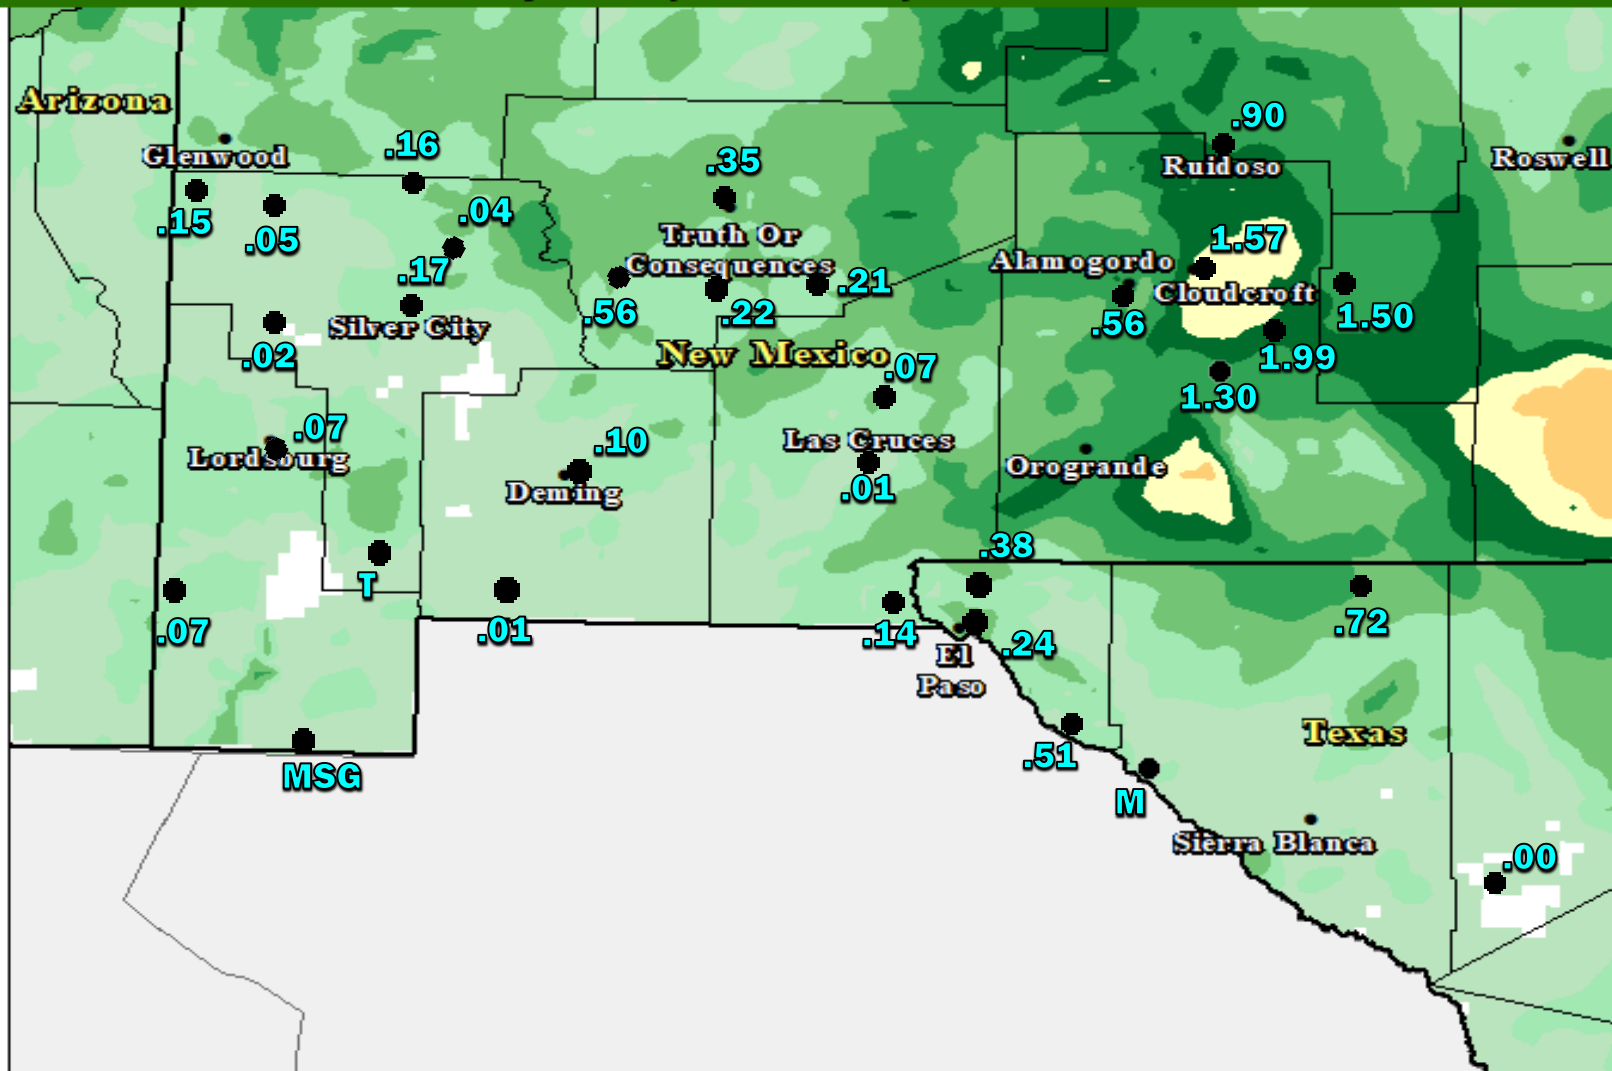 Arizona
.90
.16
Glenwood
.35
Ruidoso
Roswell
.15
.05
.04
Truth Or
Consequences
1.57
.17
.21
Alamogordo
Cloudcroft
.56
.22
.56
1.50
Silver City
.02
New Mexico
.07
1.99
1.30
.07
Lordsburg
.10
Las Cruces
Deming
.01
Orogrande
.38
T
.07
.01
.14
.24
.72
El
Paso
Texas
.51
MSG
M
Sierra Blanca
.00